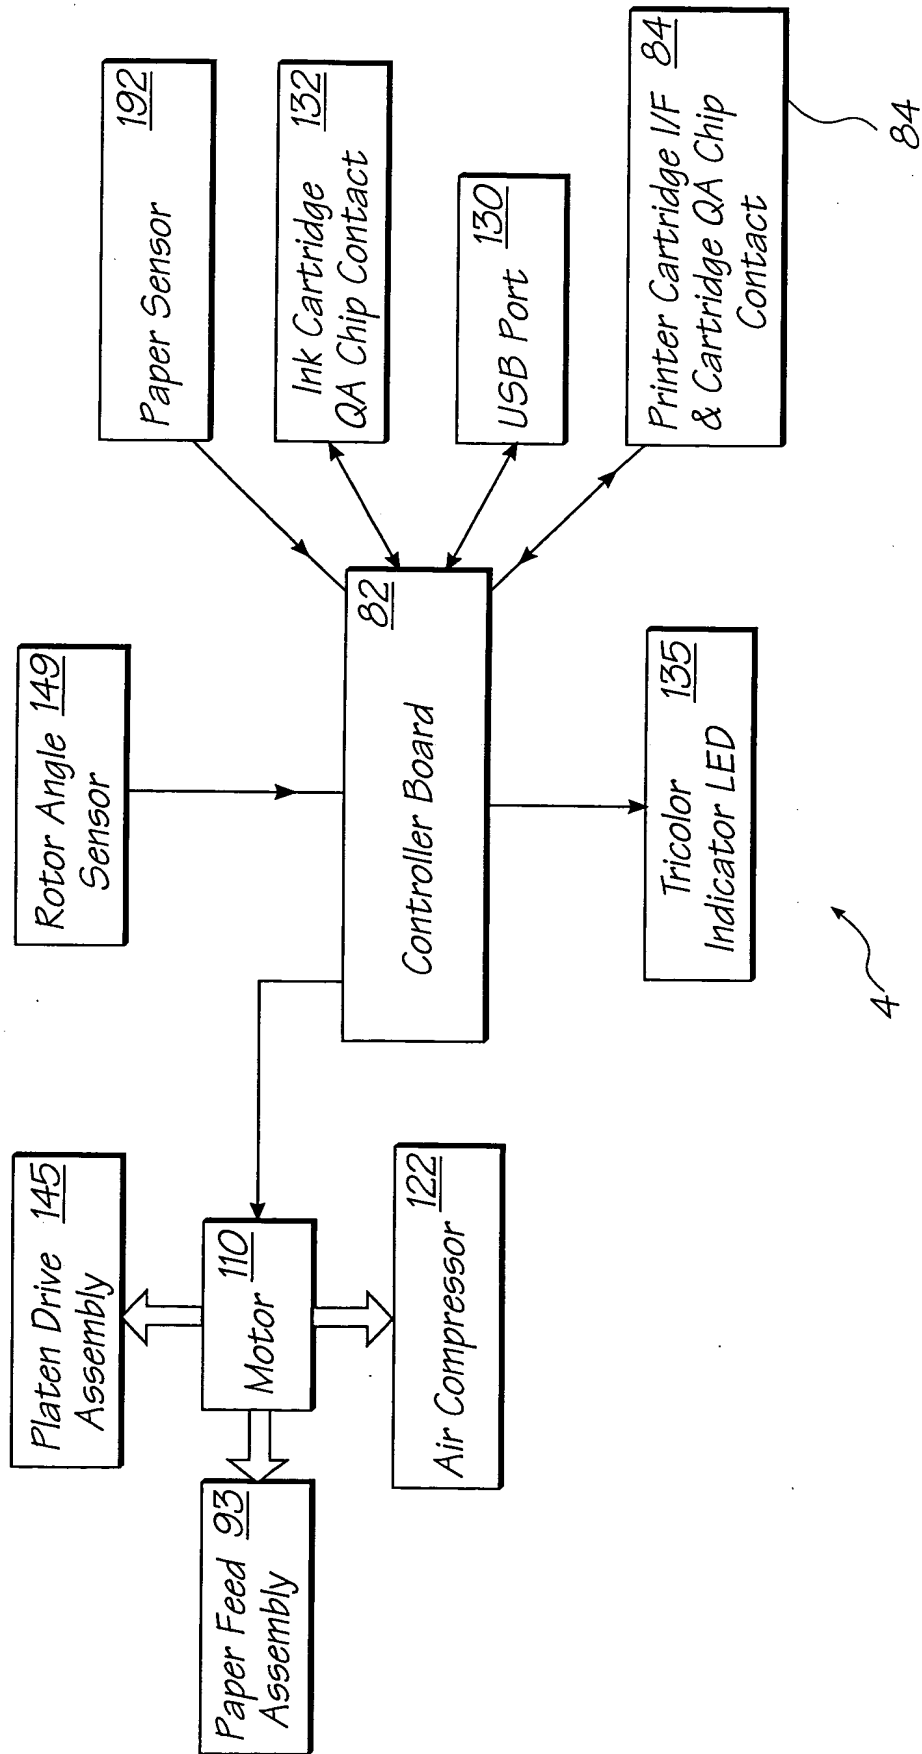 Paper Feed 93
Assembly
Platen Drive 145
Assembly
Motor 110
Air Compressor 122
Rotor Angle 149
Sensor
Controller Board 82
Tricolor 135
Indicator LED
Paper Sensor 192
Ink Cartridge 132
QA Chip Contact
USB Port 130
Printer Cartridge I/F 84
& Cartridge QA Chip
Contact
84
4